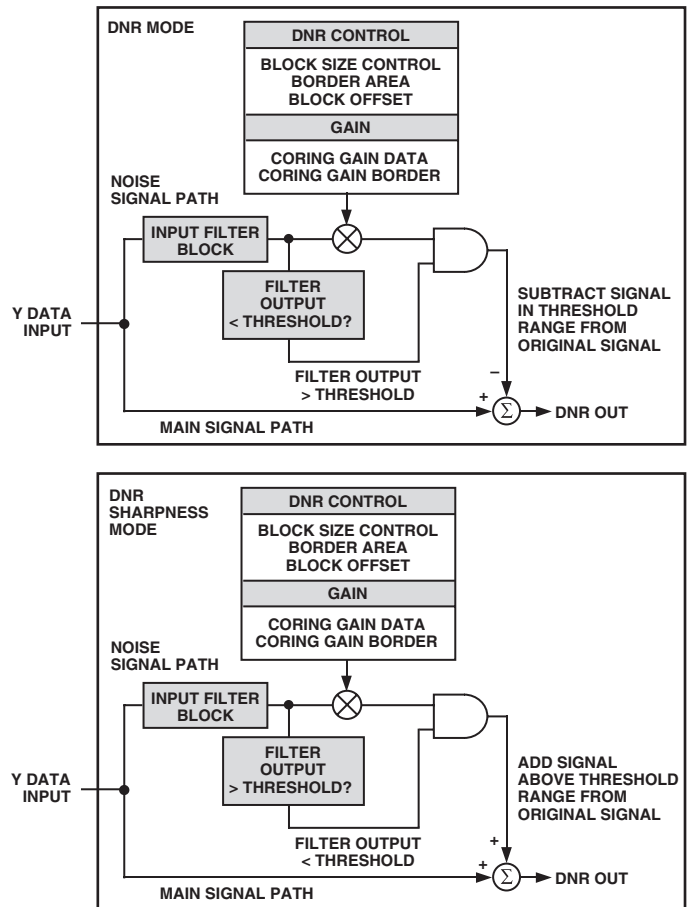 DNR MODE
DNR CONTROL
BLOCK SIZE CONTROL
BORDER AREA
BLOCK OFFSET
GAIN
CORING GAIN DATA
CORING GAIN BORDER
NOISE
SIGNAL PATH
INPUT FILTER
BLOCK
FILTER
OUTPUT
< THRESHOLD?
Y DATA
INPUT
SUBTRACT SIGNAL
IN THRESHOLD
RANGE FROM
ORIGINAL SIGNAL
FILTER OUTPUT
> THRESHOLD
–
+
Σ
DNR OUT
MAIN SIGNAL PATH
DNR
SHARPNESS
MODE
DNR CONTROL
BLOCK SIZE CONTROL
BORDER AREA
BLOCK OFFSET
GAIN
CORING GAIN DATA
CORING GAIN BORDER
NOISE
SIGNAL PATH
INPUT FILTER
BLOCK
FILTER
OUTPUT
> THRESHOLD?
Y DATA
INPUT
ADD SIGNAL
ABOVE THRESHOLD
RANGE FROM
ORIGINAL SIGNAL
FILTER OUTPUT
< THRESHOLD
+
+
Σ
DNR OUT
MAIN SIGNAL PATH